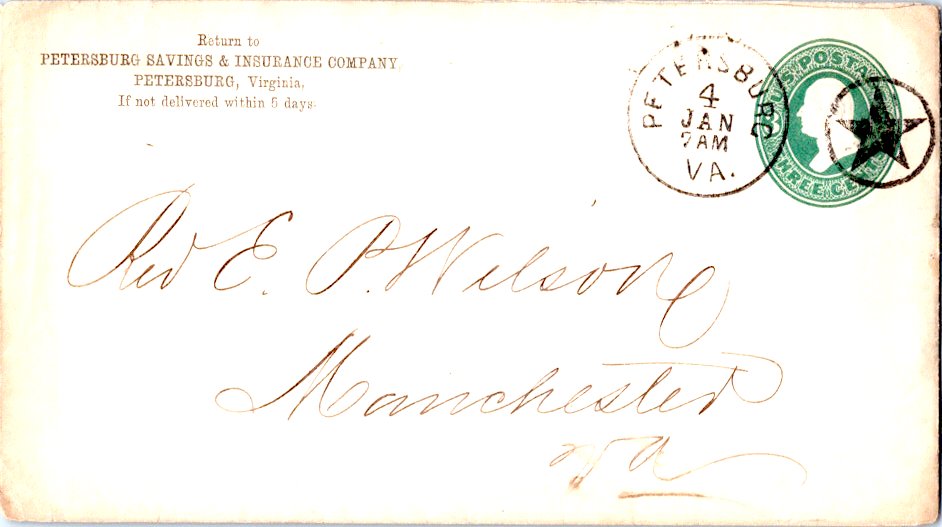 Return to
PETERSBURG SAVINGS & INSURANCE COMPANY,
PETERSBURG, Virginia,
If not delivered within 5 days.
PETERSBURG
4
JAN
7AM
VA.
U.S. POSTAGE
THREE CENTS
Rev E. P. Wilson
Manchester
Va